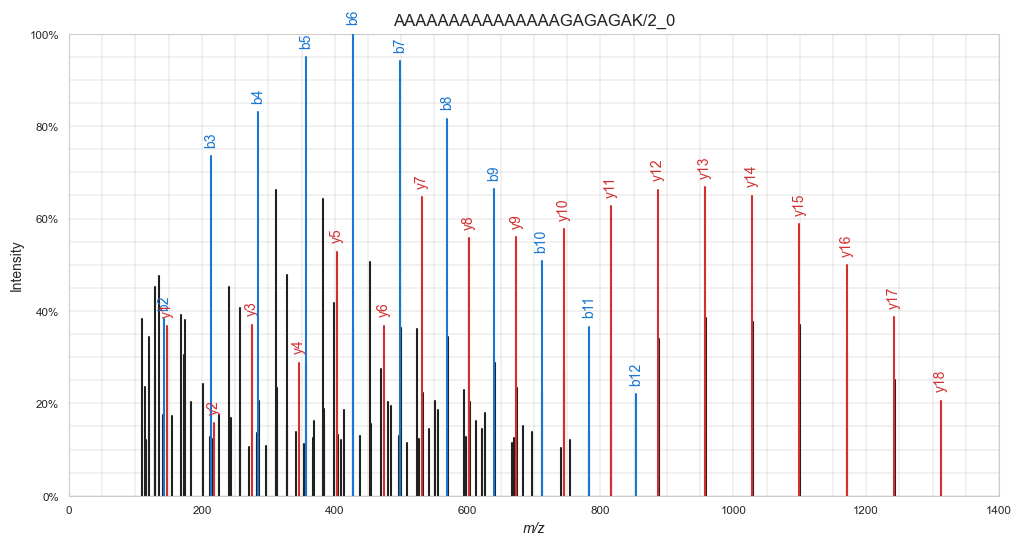 AAAAAAAAAAAAAAAGAGAGAK/2_0
Intensity
100%
80%
60%
40%
20%
0%
b2
y1
b3
y2
y3
b4
y4
b5
y5
b6
y6
b7
y7
b8
y8
b9
y9
b10
y10
b11
y11
b12
y12
y13
y14
y15
y16
y17
y18
0 200 400 600 800 1000 1200 1400
m/z